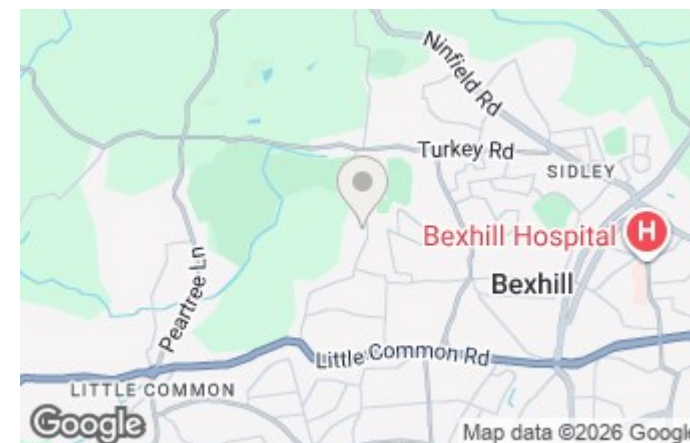 Ninfield Rd
Turkey Rd
SIDLEY
Bexhill Hospital
H
Bexhill
Peartree Ln
Little Common Rd
LITTLE COMMON
Google
Map data ©2026 Google